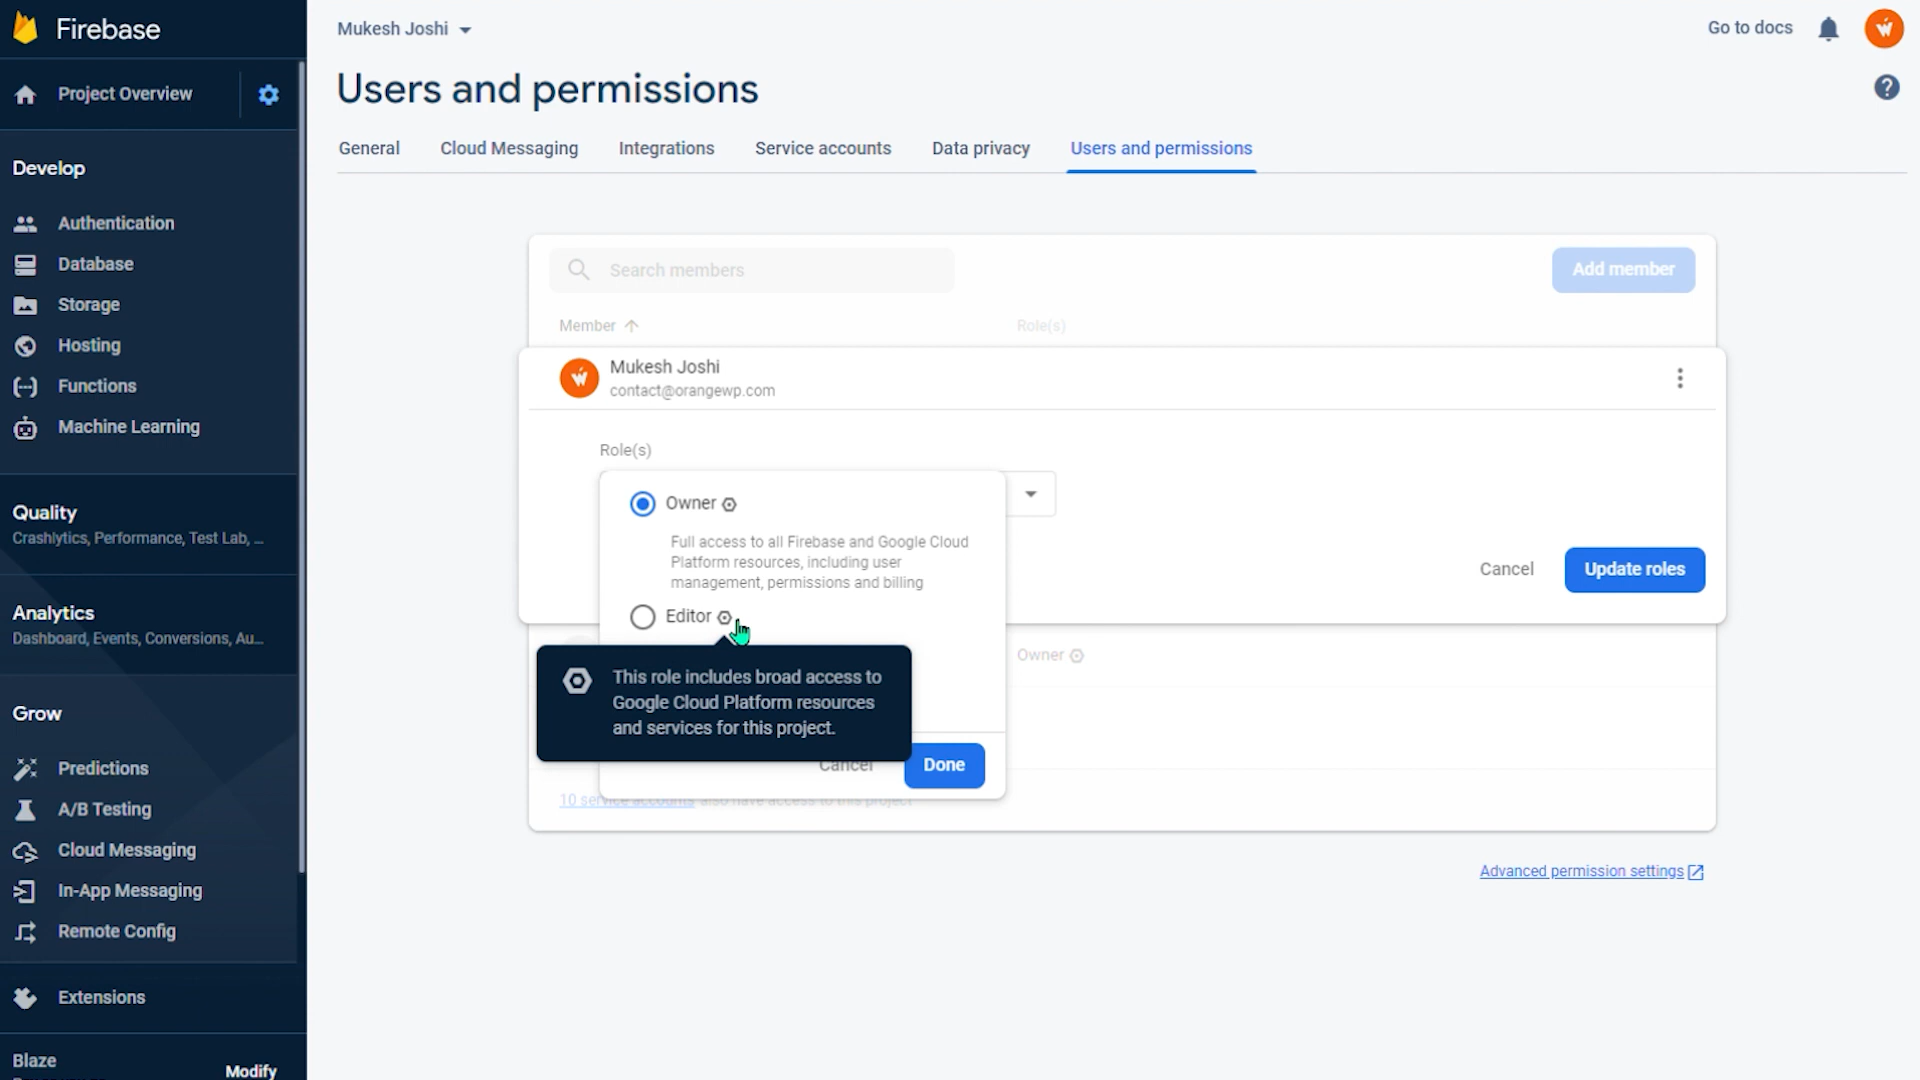 Firebase
Project Overview
Develop
Authentication
Database
Storage
Hosting
Functions
Machine Learning
Quality
Crashlytics, Performance, Test Lab, ...
Analytics
Dashboard, Events, Conversions, Au...
Grow
Predictions
A/B Testing
Cloud Messaging
In-App Messaging
Remote Config
Extensions
Blaze
Modify
Mukesh Joshi
Go to docs
Users and permissions
General Cloud Messaging Integrations Service accounts Data privacy Users and permissions
Search members
Add member
Member Role(s)
Mukesh Joshi
contact@orangewp.com
Role(s)
Owner
Full access to all Firebase and Google Cloud
Platform resources, including user
management, permissions and billing
Editor
Cancel Update roles
Owner
This role includes broad access to
Google Cloud Platform resources
and services for this project.
Cancel Done
10 service accounts also have access to this project
Advanced permission settings